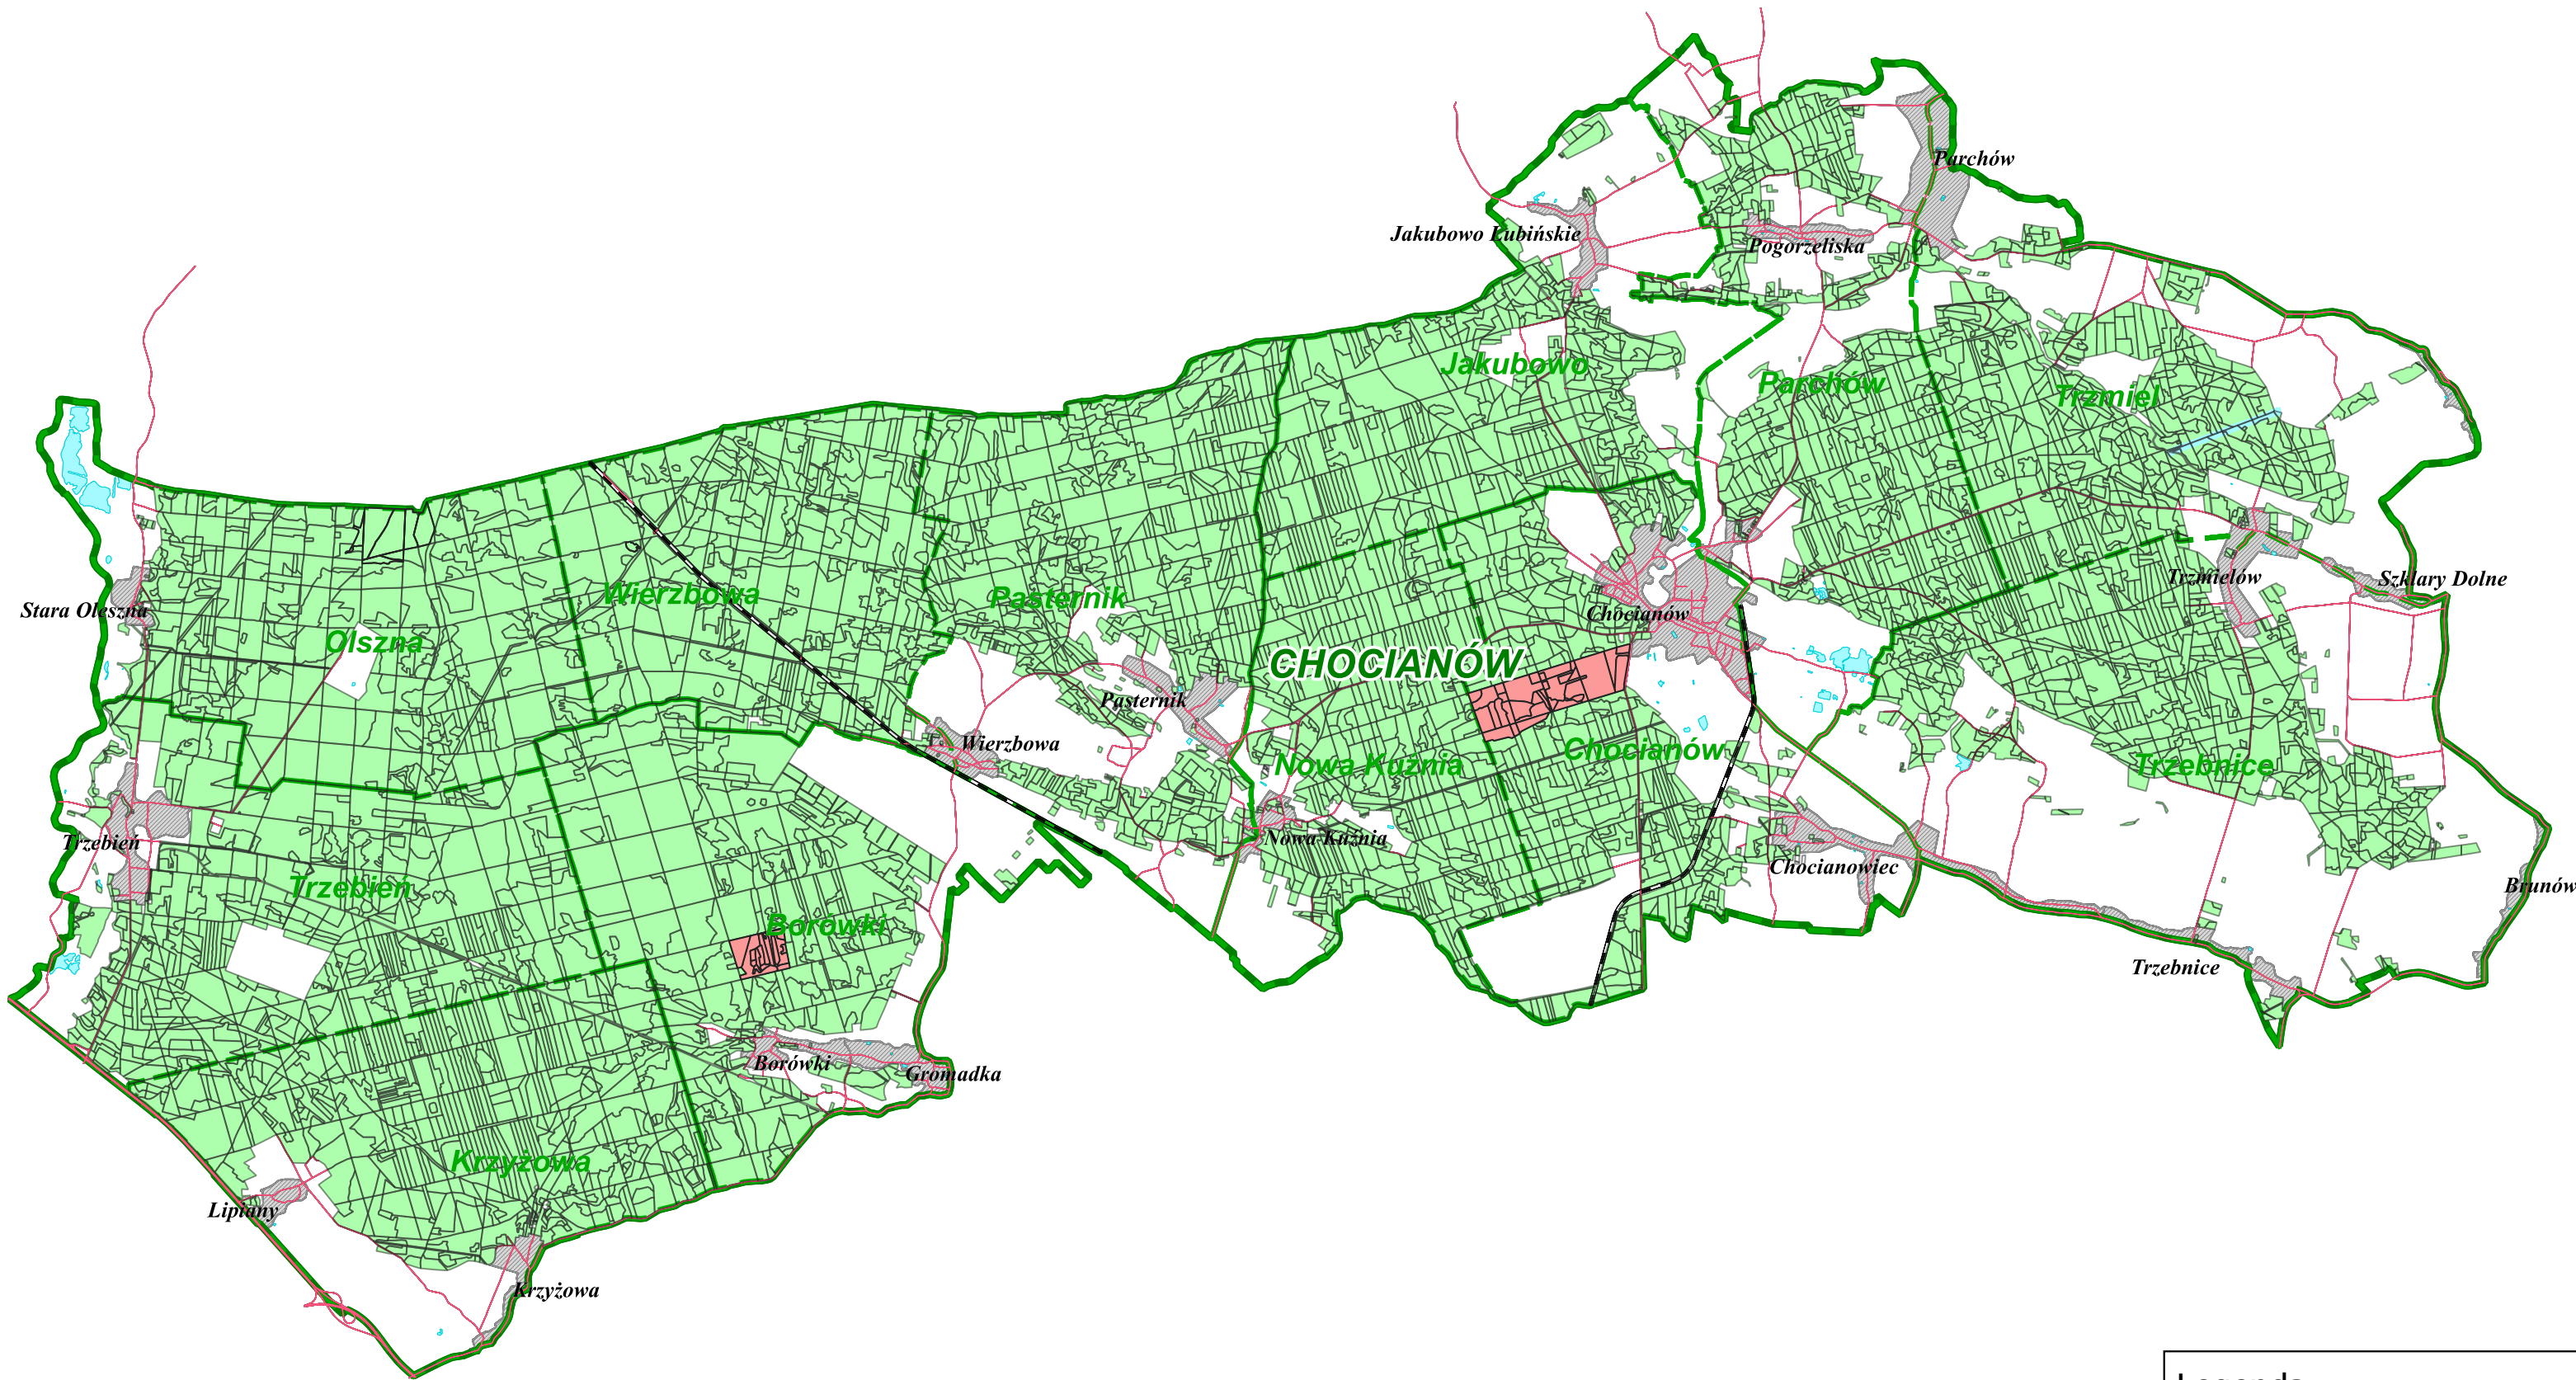 Parchów
Jakubowo Lubińskie
Pogorzeliska
Jakubowo
Parchów
Trzmiel
Trzmielów
Szklary Dolne
Stara Oleszna
Olszna
Wierzbowa
Pasternik
Chocianów
CHOCIANÓW
Pasternik
Wierzbowa
Nowa Kuźnia
Chocianów
Trzebnice
Trzebień
Nowa Kuźnia
Chocianowiec
Brunów
Trzebień
Borówki
Trzebnice
Borówki
Gromadka
Krzyżowa
Lipiany
Krzyżowa